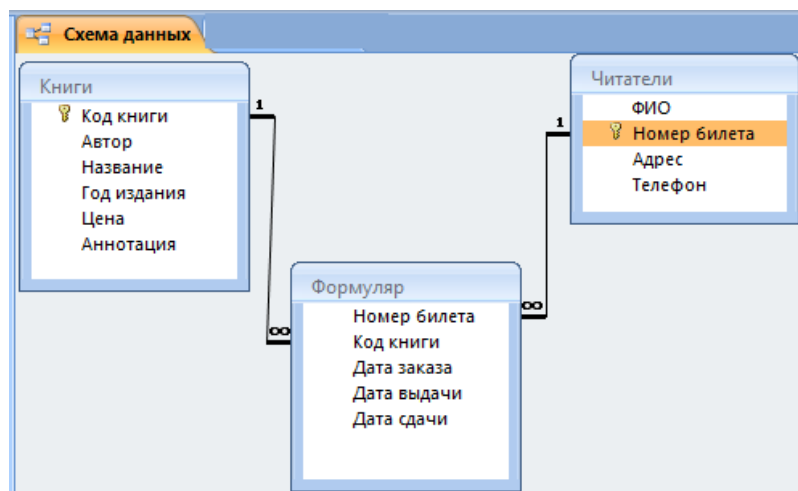 Схема данных
Книги
Код книги
Автор
Название
Год издания
Цена
Аннотация
1
∞
Читатели
ФИО
Номер билета
Адрес
Телефон
1
∞
Формуляр
Номер билета
Код книги
Дата заказа
Дата выдачи
Дата сдачи